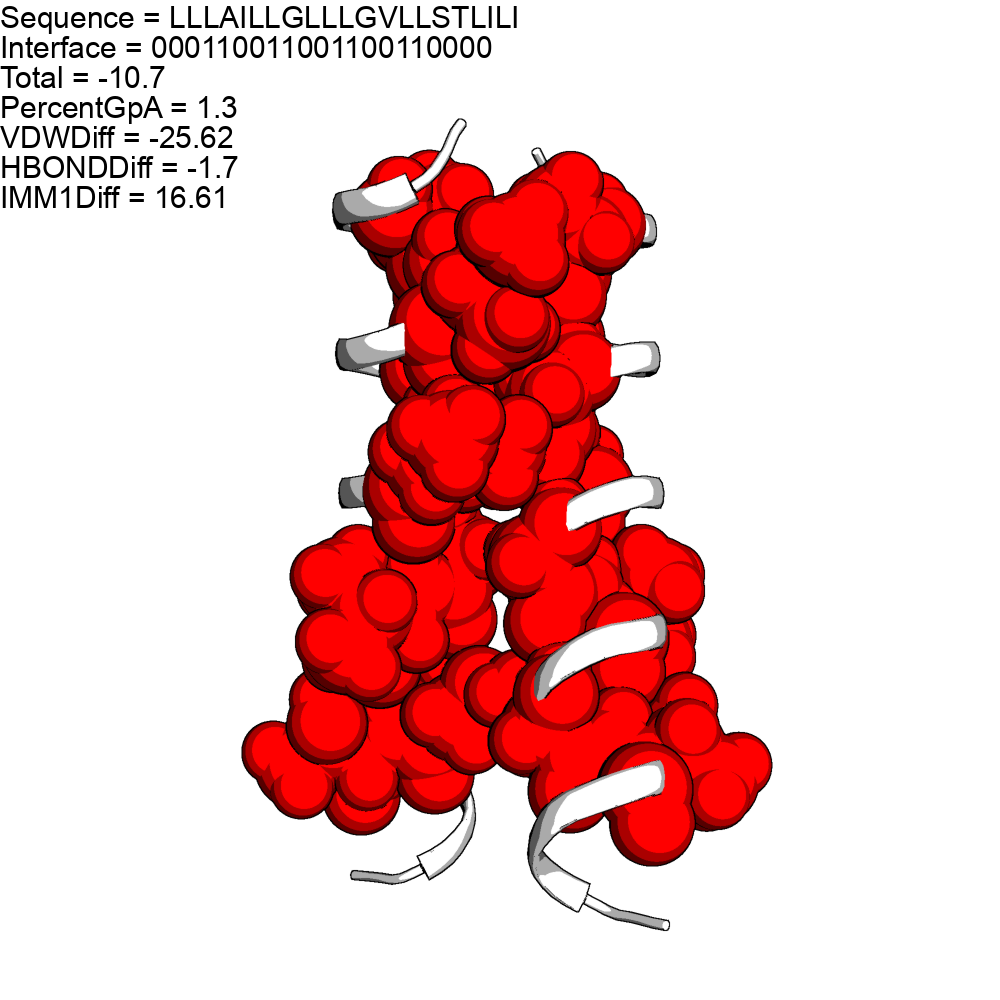 Sequence = LLLAILLGLLLGVLLSTLILI
Interface = 000110011001100110000
Total = -10.7
PercentGpA = 1.3
VDWDiff = -25.62
HBONDDiff = -1.7
IMM1Diff = 16.61